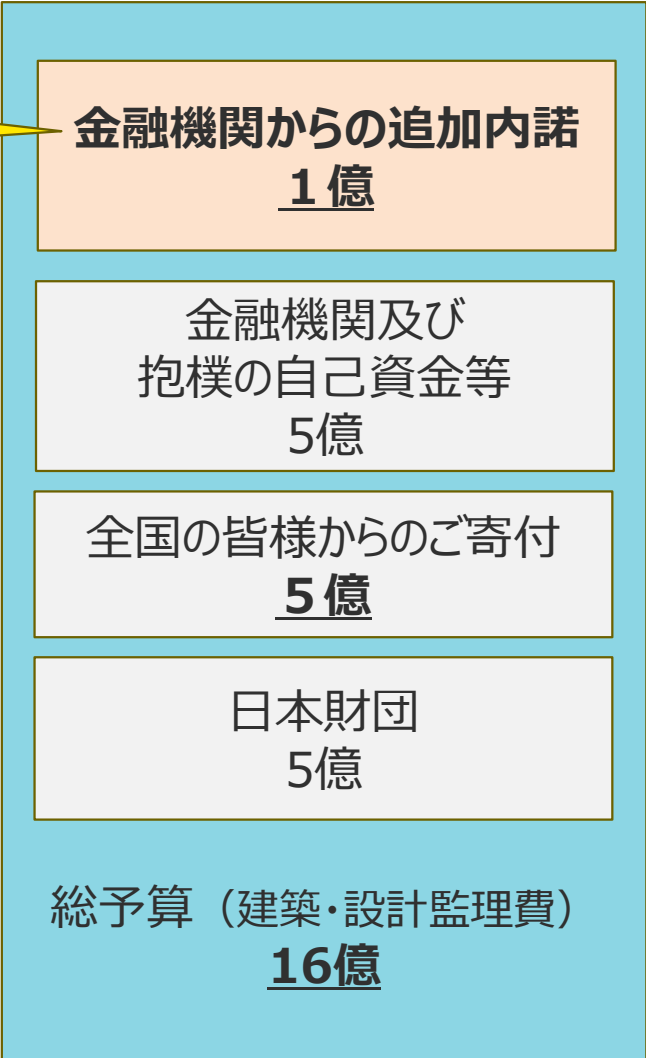 金融機関からの追加内諾
１億
金融機関及び
抱樸の自己資金等
5億
全国の皆様からのご寄付
５億
日本財団
5億
総予算（建築・設計監理費）
16億